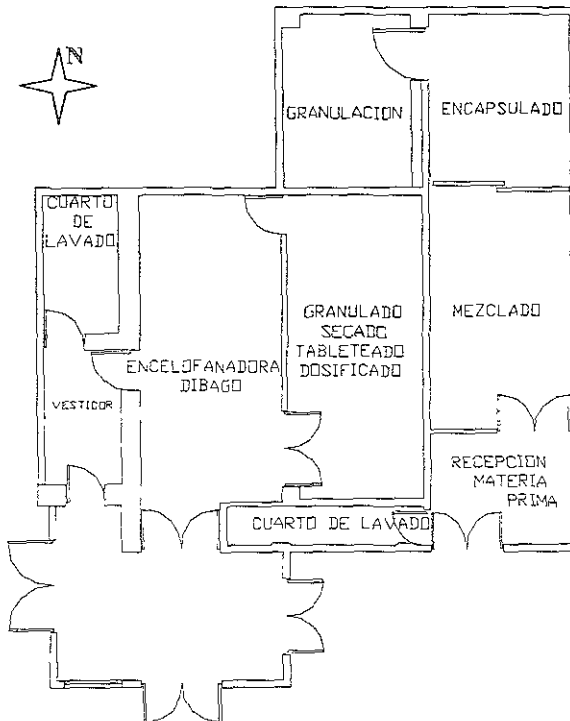 N
GRANULACION
ENCAPSULADO
CUARTO
DE
LAVADO
GRANULADO
SECADO
TABLETEADO
DOSIFICADO
MEZCLADO
ENCELOFANADORA
DIBAGO
VESTIDOR
RECEPCION
MATERIA
PRIMA
CUARTO DE LAVADO